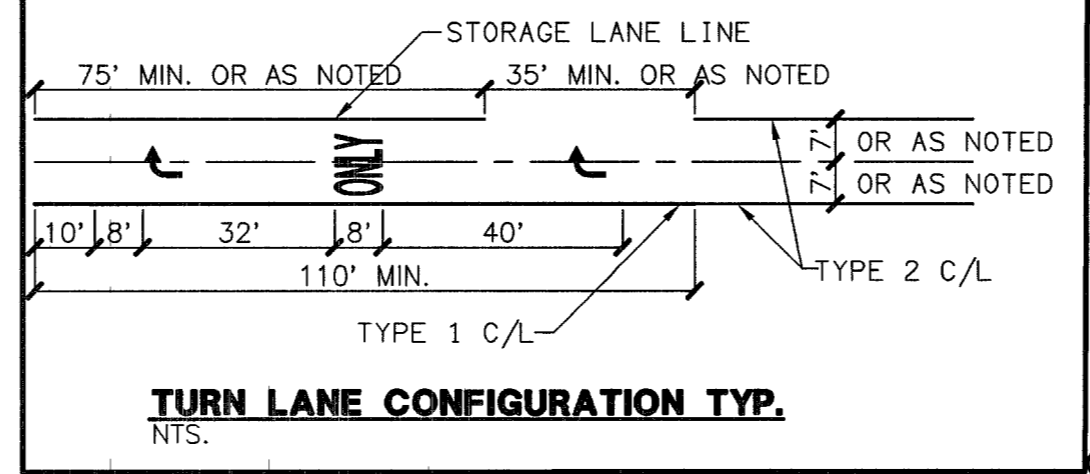 STORAGE LANE LINE
75' MIN. OR AS NOTED
35' MIN. OR AS NOTED
ONLY
7' OR AS NOTED
7' OR AS NOTED
10'
8'
32'
8'
40'
110' MIN.
TYPE 2 C/L
TYPE 1 C/L
TURN LANE CONFIGURATION TYP.
NTS.